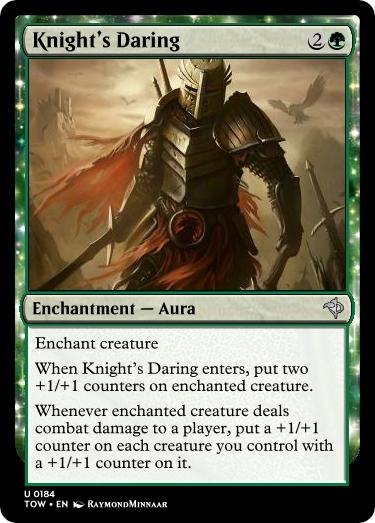 Knight's Daring 2
Enchantment — Aura
Enchant creature
When Knight's Daring enters, put two
+1/+1 counters on enchanted creature.
Whenever enchanted creature deals
combat damage to a player, put a +1/+1
counter on each creature you control with
a +1/+1 counter on it.
U 0184
TOW • EN RaymondMinnaar